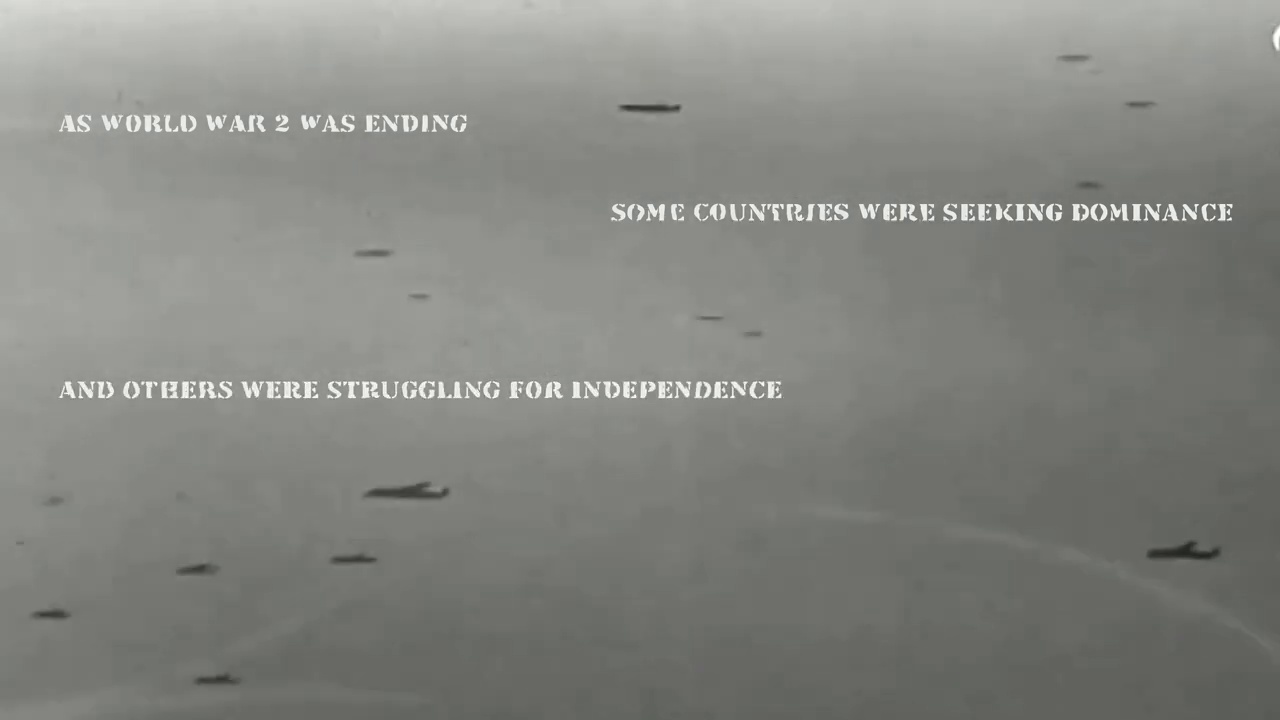 AS WORLD WAR 2 WAS ENDING
SOME COUNTRIES WERE SEEKING DOMINANCE
AND OTHERS WERE STRUGGLING FOR INDEPENDENCE